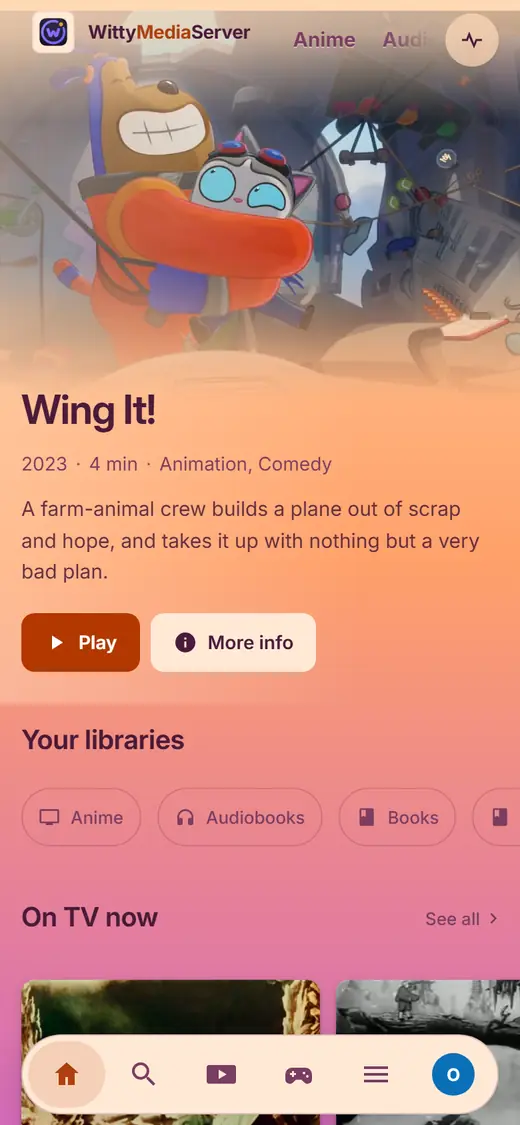 WittyMediaServer
Anime
Wing It!
2023 · 4 min · Animation, Comedy
A farm-animal crew builds a plane out of scrap
and hope, and takes it up with nothing but a very
bad plan.
Play
More info
Your libraries
Anime
Audiobooks
Books
On TV now
See all
O